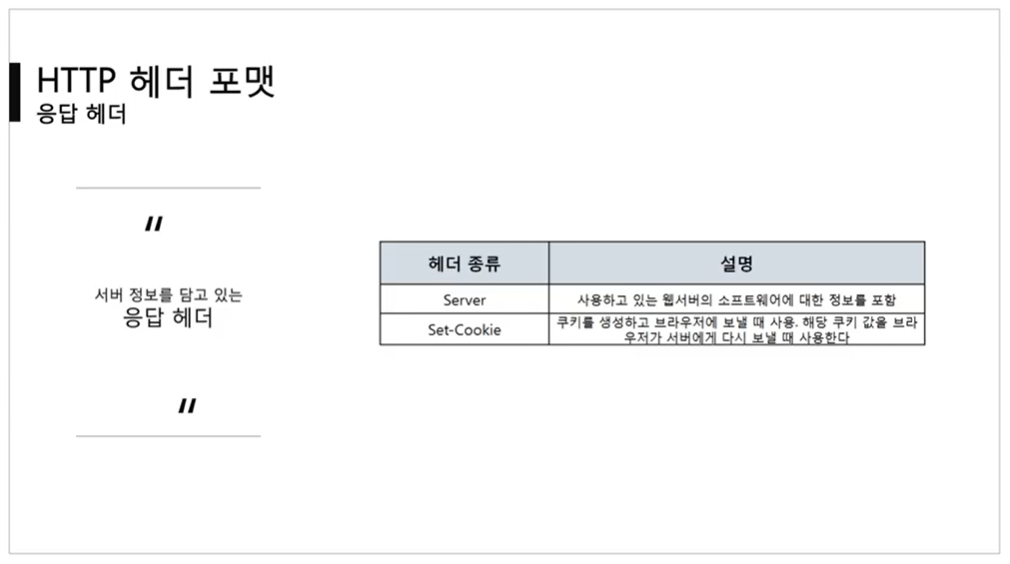 HTTP 헤더 포맷
응답 헤더
"
서버 정보를 담고 있는
응답 헤더
"
헤더 종류 설명
Server 사용하고 있는 웹서버의 소프트웨어에 대한 정보를 포함
Set-Cookie 쿠키를 생성하고 브라우저에 보낼 때 사용. 해당 쿠키 값을 브라
우저가 서버에게 다시 보낼 때 사용한다